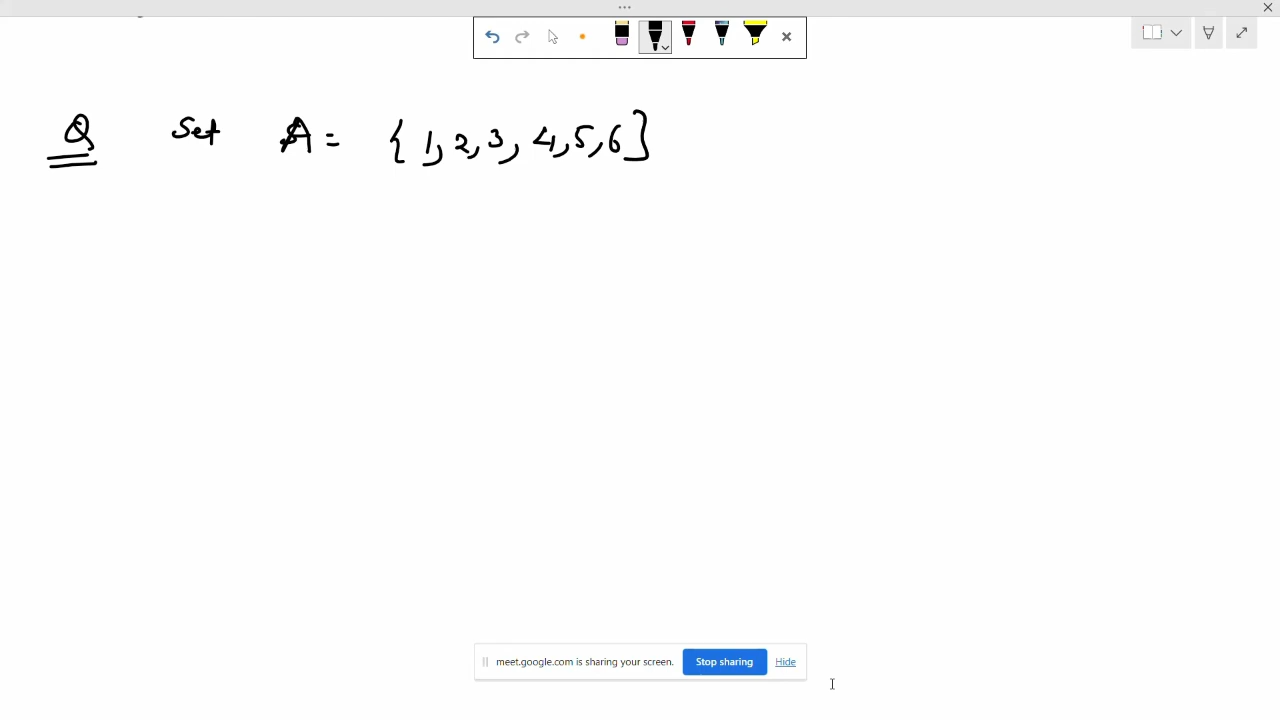 Q Set A = { 1, 2, 3, 4, 5, 6 }
meet.google.com is sharing your screen. Stop sharing Hide